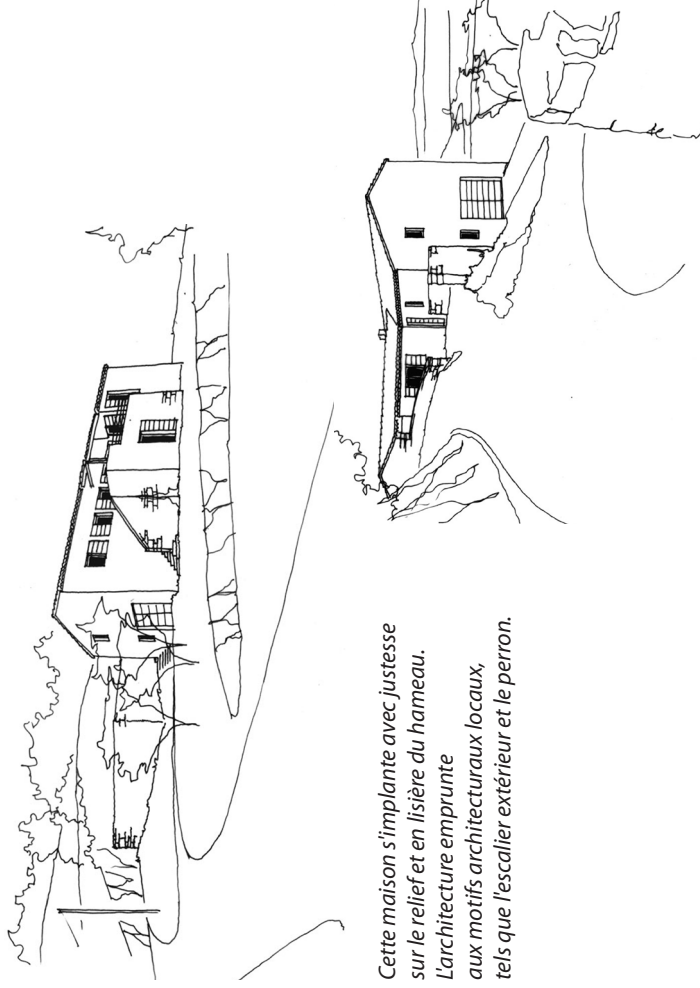 Cette maison s'implante avec justesse
sur le relief et en lisière du hameau.
L'architecture emprunte
aux motifs architecturaux locaux,
tels que l'escalier extérieur et le perron.